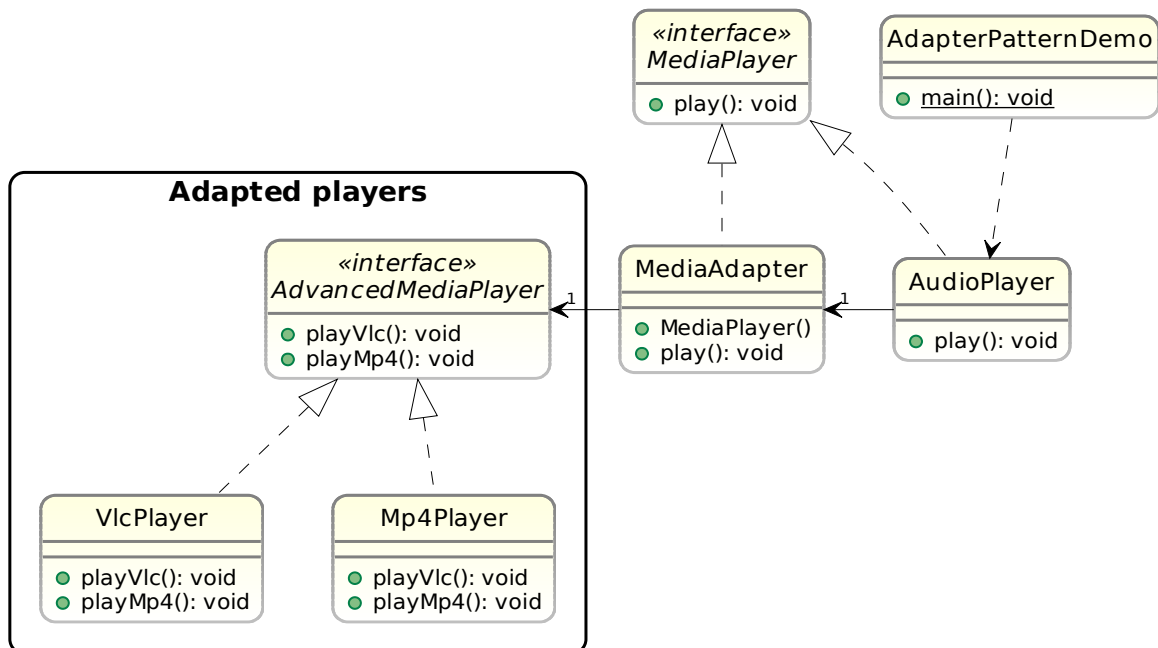 «interface»
MediaPlayer
play(): void
AdapterPatternDemo
main(): void
Adapted players
«interface»
AdvancedMediaPlayer
playVlc(): void
playMp4(): void
1
MediaAdapter
MediaPlayer()
play(): void
1
AudioPlayer
play(): void
VlcPlayer
playVlc(): void
playMp4(): void
Mp4Player
playVlc(): void
playMp4(): void